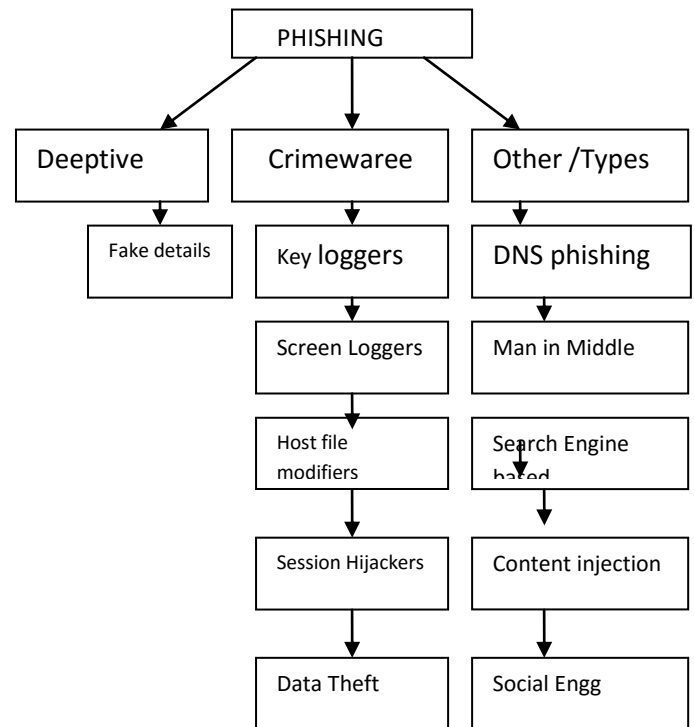 PHISHING
Deeptive
Crimewaree
Other /Types
Fake details
Key loggers
DNS phishing
Screen Loggers
Man in Middle
Host file
modifiers
Search Engine
based
Session Hijackers
Content injection
Data Theft
Social Engg